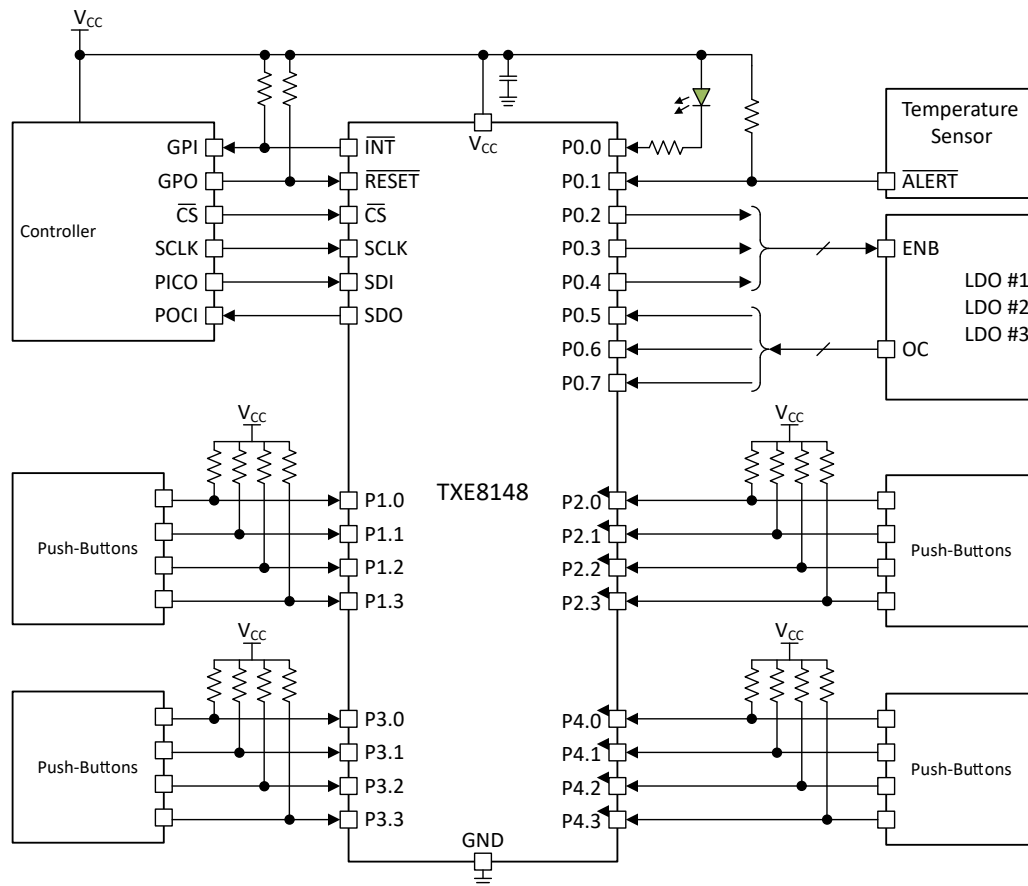 VCC
Controller
GPI
GPO
CS
SCLK
PICO
POCI
INT
RESET
CS
SCLK
SDI
SDO
VCC
P0.0
P0.1
P0.2
P0.3
P0.4
P0.5
P0.6
P0.7
Temperature
Sensor
ALERT
ENB
LDO #1
LDO #2
LDO #3
OC
TXE8148
VCC
Push-Buttons
P1.0
P1.1
P1.2
P1.3
VCC
P2.0
P2.1
P2.2
P2.3
Push-Buttons
VCC
Push-Buttons
P3.0
P3.1
P3.2
P3.3
VCC
P4.0
P4.1
P4.2
P4.3
Push-Buttons
GND